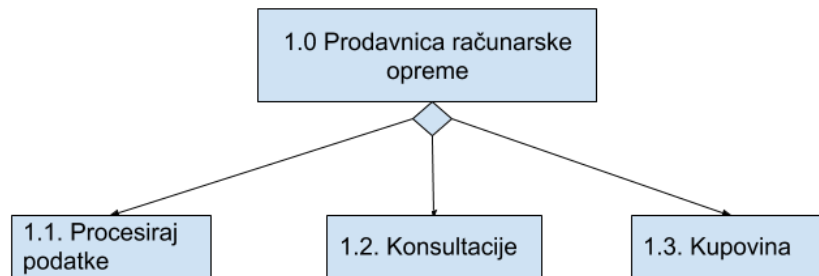 1.0 Prodavnica računarske
opreme
1.1. Procesiraj
podatke
1.2. Konsultacije
1.3. Kupovina